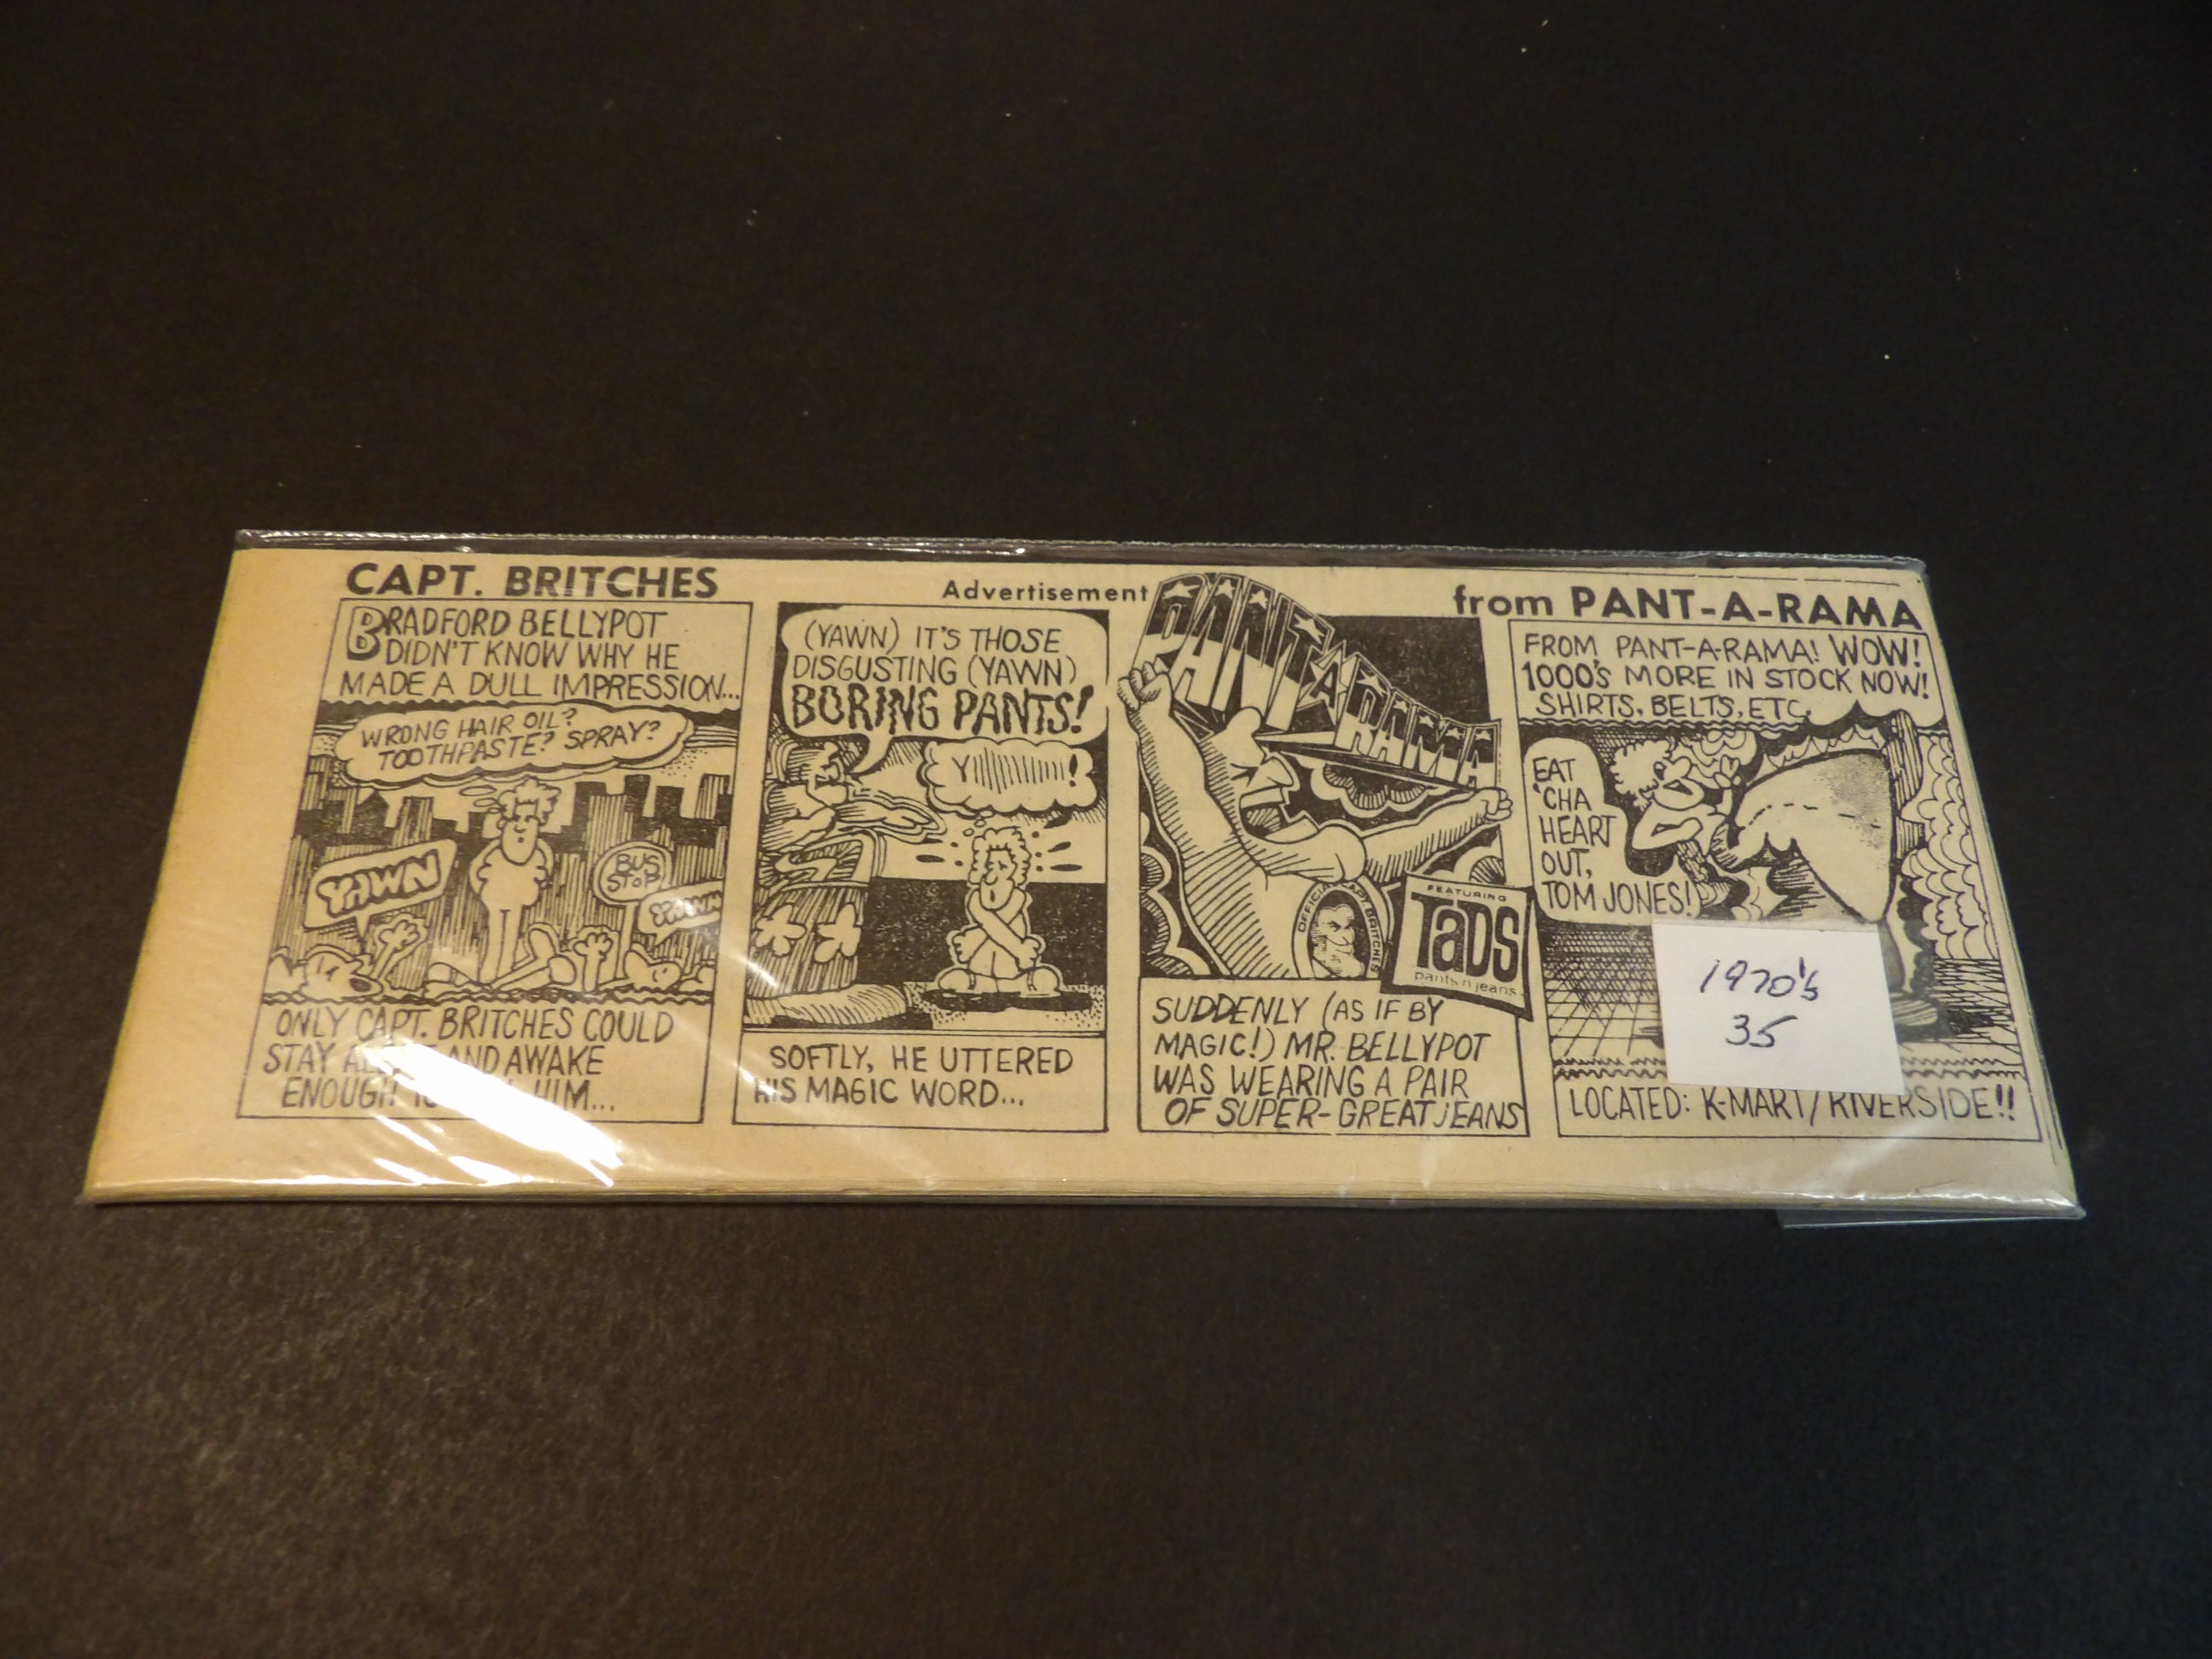 CAPT. BRITCHES
Advertisement
from PANT-A-RAMA
BRADFORD BELLYPOT
DIDN'T KNOW WHY HE
MADE A DULL IMPRESSION...
WRONG HAIR OIL?
TOOTHPASTE? SPRAY?
YAWN
BUS
STOP
YAWN
ONLY CAPT. BRITCHES COULD
STAY AND AWAKE
ENOUGH HIM...
(YAWN) IT'S THOSE
DISGUSTING (YAWN)
BORING PANTS!
SOFTLY, HE UTTERED
HIS MAGIC WORD...
PANT-A-RAMA
OFFICIAL CAPT. BRITCHES
FEATURING
TaDS
pants n jeans
SUDDENLY (AS IF BY
MAGIC!) MR. BELLYPOT
WAS WEARING A PAIR
OF SUPER-GREAT JEANS
FROM PANT-A-RAMA! WOW!
1000'S MORE IN STOCK NOW!
SHIRTS, BELTS, ETC.
EAT
'CHA
HEART
OUT,
TOM JONES!
1970's
35
LOCATED: K-MART/RIVERSIDE!!